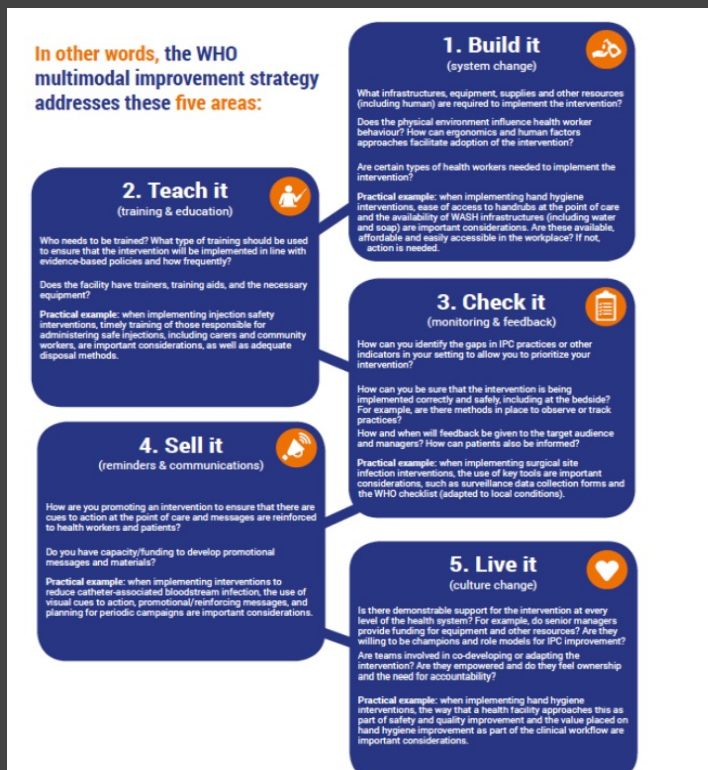 In other words, the WHO
multimodal improvement strategy
addresses these five areas:
1. Build it
(system change)
What infrastructures, equipment, supplies and other resources
(including human) are required to implement the intervention?
Does the physical environment influence health worker
behaviour? How can ergonomics and human factors
approaches facilitate adoption of the intervention?
Are certain types of health workers needed to implement the
intervention?
Practical example: when implementing hand hygiene
interventions, ease of access to handrubs at the point of care
and the availability of WASH infrastructures (including water
and soap) are important considerations. Are these available,
affordable and easily accessible in the workplace? If not,
action is needed.
2. Teach it
(training & education)
Who needs to be trained? What type of training should be used
to ensure that the intervention will be implemented in line with
evidence-based policies and how frequently?
Does the facility have trainers, training aids, and the necessary
equipment?
Practical example: when implementing injection safety
interventions, timely training of those responsible for
administering safe injections, including carers and community
workers, are important considerations, as well as adequate
disposal methods.
3. Check it
(monitoring & feedback)
How can you identify the gaps in IPC practices or other
indicators in your setting to allow you to prioritize your
intervention?
How can you be sure that the intervention is being
implemented correctly and safely, including at the bedside?
For example, are there methods in place to observe or track
practices?
How and when will feedback be given to the target audience
and managers? How can patients also be informed?
Practical example: when implementing surgical site
infection interventions, the use of key tools are important
considerations, such as surveillance data collection forms and
the WHO checklist (adapted to local conditions).
4. Sell it
(reminders & communications)
How are you promoting an intervention to ensure that there are
cues to action at the point of care and messages are reinforced
to health workers and patients?
Do you have capacity/funding to develop promotional
messages and materials?
Practical example: when implementing interventions to
reduce catheter-associated bloodstream infection, the use of
visual cues to action, promotional/reinforcing messages, and
planning for periodic campaigns are important considerations.
5. Live it
(culture change)
Is there demonstrable support for the intervention at every
level of the health system? For example, do senior managers
provide funding for equipment and other resources? Are they
willing to be champions and role models for IPC improvement?
Are teams involved in co-developing or adapting the
intervention? Are they empowered and do they feel ownership
and the need for accountability?
Practical example: when implementing hand hygiene
interventions, the way that a health facility approaches this as
part of safety and quality improvement and the value placed on
hand hygiene improvement as part of the clinical workflow are
important considerations.